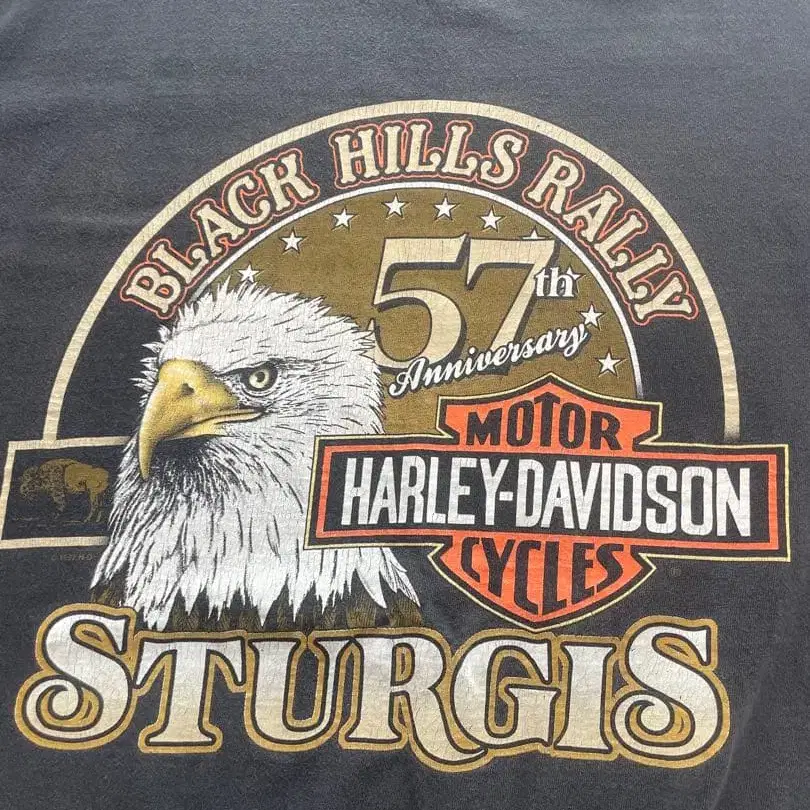 BLACK HILLS RALLY
57th
Anniversary
MOTOR
HARLEY-DAVIDSON
CYCLES
STURGIS